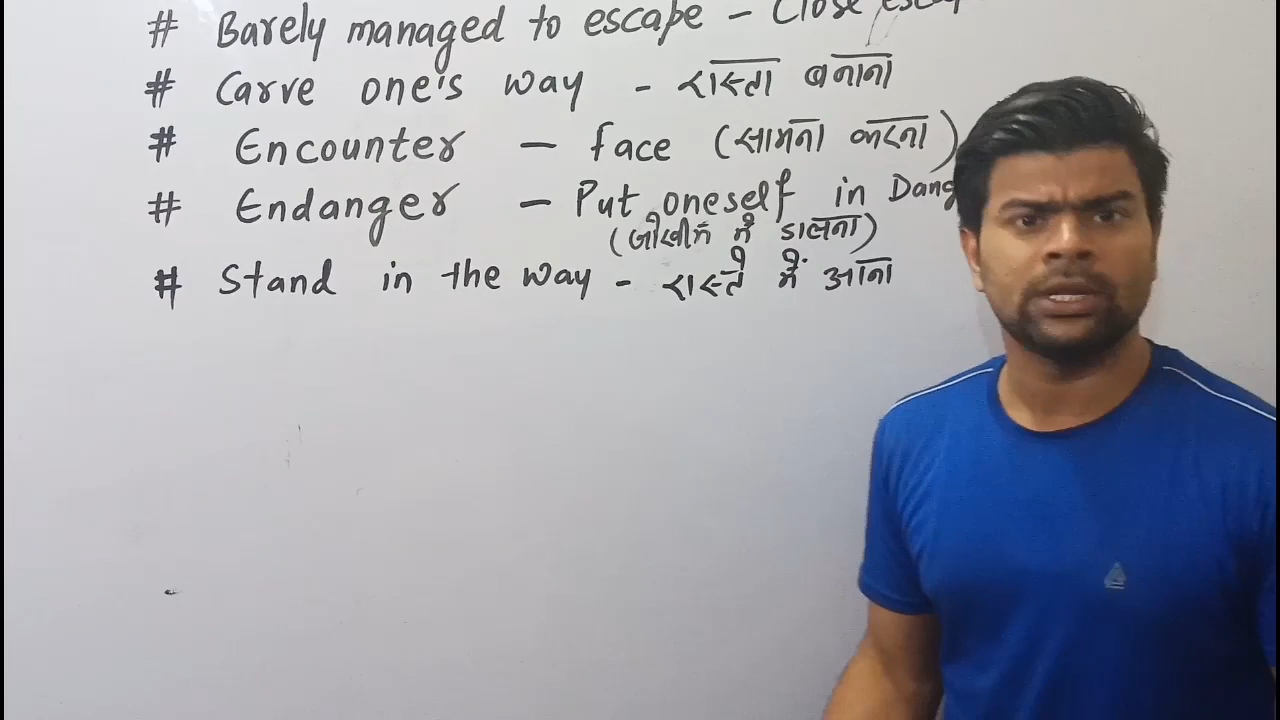 # Barely managed to escape - Close
# Carve one's way - रास्ता बनाना
# Encounter - face (सामना करना)
# Endanger - Put oneself in
(जोखीम में डालना)
# Stand in the way - रास्ते में आना